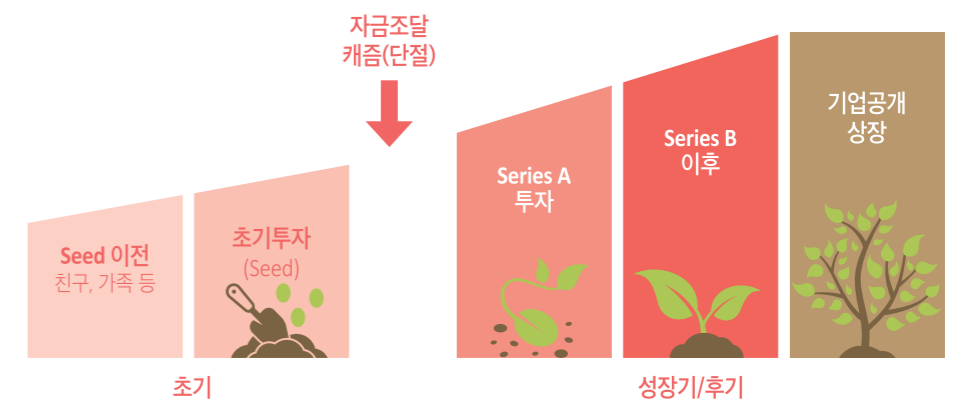 자금조달
캐즘(단절)
Seed 이전
친구, 가족 등
초기투자
(Seed)
Series A
투자
Series B
이후
기업공개
상장
초기
성장기/후기